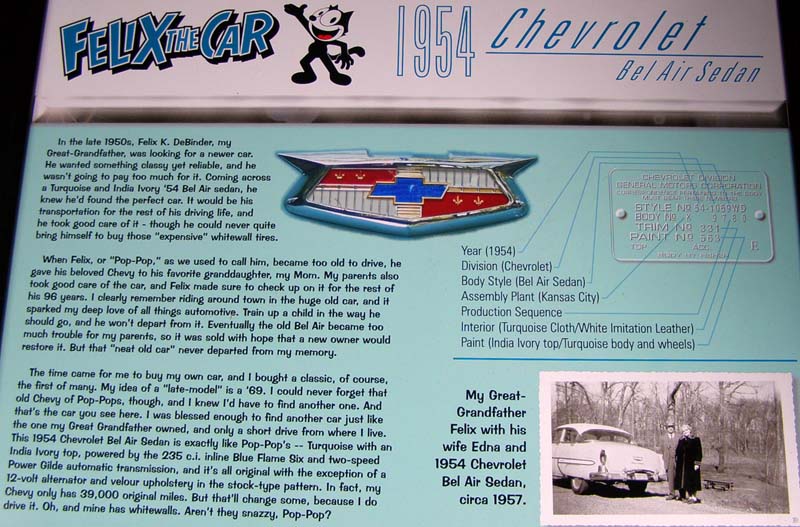 FELIX THE CAR
1954 Chevrolet
Bel Air Sedan
In the late 1950s, Felix K. DeBinder, my
Great-Grandfather, was looking for a newer car.
He wanted something classy yet reliable, and he
wasn't going to pay too much for it. Coming across
a Turquoise and India Ivory '54 Bel Air sedan, he
knew he'd found the perfect car. It would be his
transportation for the rest of his driving life, and
he took good care of it - though he could never quite
bring himself to buy those "expensive" whitewall tires.
When Felix, or "Pop-Pop," as we used to call him, became too old to drive, he
gave his beloved Chevy to his favorite granddaughter, my Mom. My parents also
took good care of the car, and Felix made sure to check up on it for the rest of
his 96 years. I clearly remember riding around town in the huge old car, and it
sparked my deep love of all things automotive. Train up a child in the way he
should go, and he won't depart from it. Eventually the old Bel Air became too
much trouble for my parents, so it was sold with hope that a new owner would
restore it. But that "neat old car" never departed from my memory.
The time came for me to buy my own car, and I bought a classic, of course,
the first of many. My idea of a "late-model" is a '69. I could never forget that
old Chevy of Pop-Pops, though, and I knew I'd have to find another one. And
that's the car you see here. I was blessed enough to find another car just like
the one my Great Grandfather owned, and only a short drive from where I live.
This 1954 Chevrolet Bel Air Sedan is exactly like Pop-Pop's -- Turquoise with an
India Ivory top, powered by the 235 c.i. inline Blue Flame Six and two-speed
Power Gilde automatic transmission, and it's all original with the exception of a
12-volt alternator and velour upholstery in the stock-type pattern. In fact, my
Chevy only has 39,000 original miles. But that'll change some, because I do
drive it. Oh, and mine has whitewalls. Aren't they snazzy, Pop-Pop?
CHEVROLET DIVISION
GENERAL MOTORS CORPORATION
STYLE No 54-1069WD
BODY No K
TRIM No 331
PAINT No 563
TOP ACC. E
BODY BY FISHER
Year (1954)
Division (Chevrolet)
Body Style (Bel Air Sedan)
Assembly Plant (Kansas City)
Production Sequence
Interior (Turquoise Cloth/White Imitation Leather)
Paint (India Ivory top/Turquoise body and wheels)
My Great-
Grandfather
Felix with his
wife Edna and
1954 Chevrolet
Bel Air Sedan,
circa 1957.